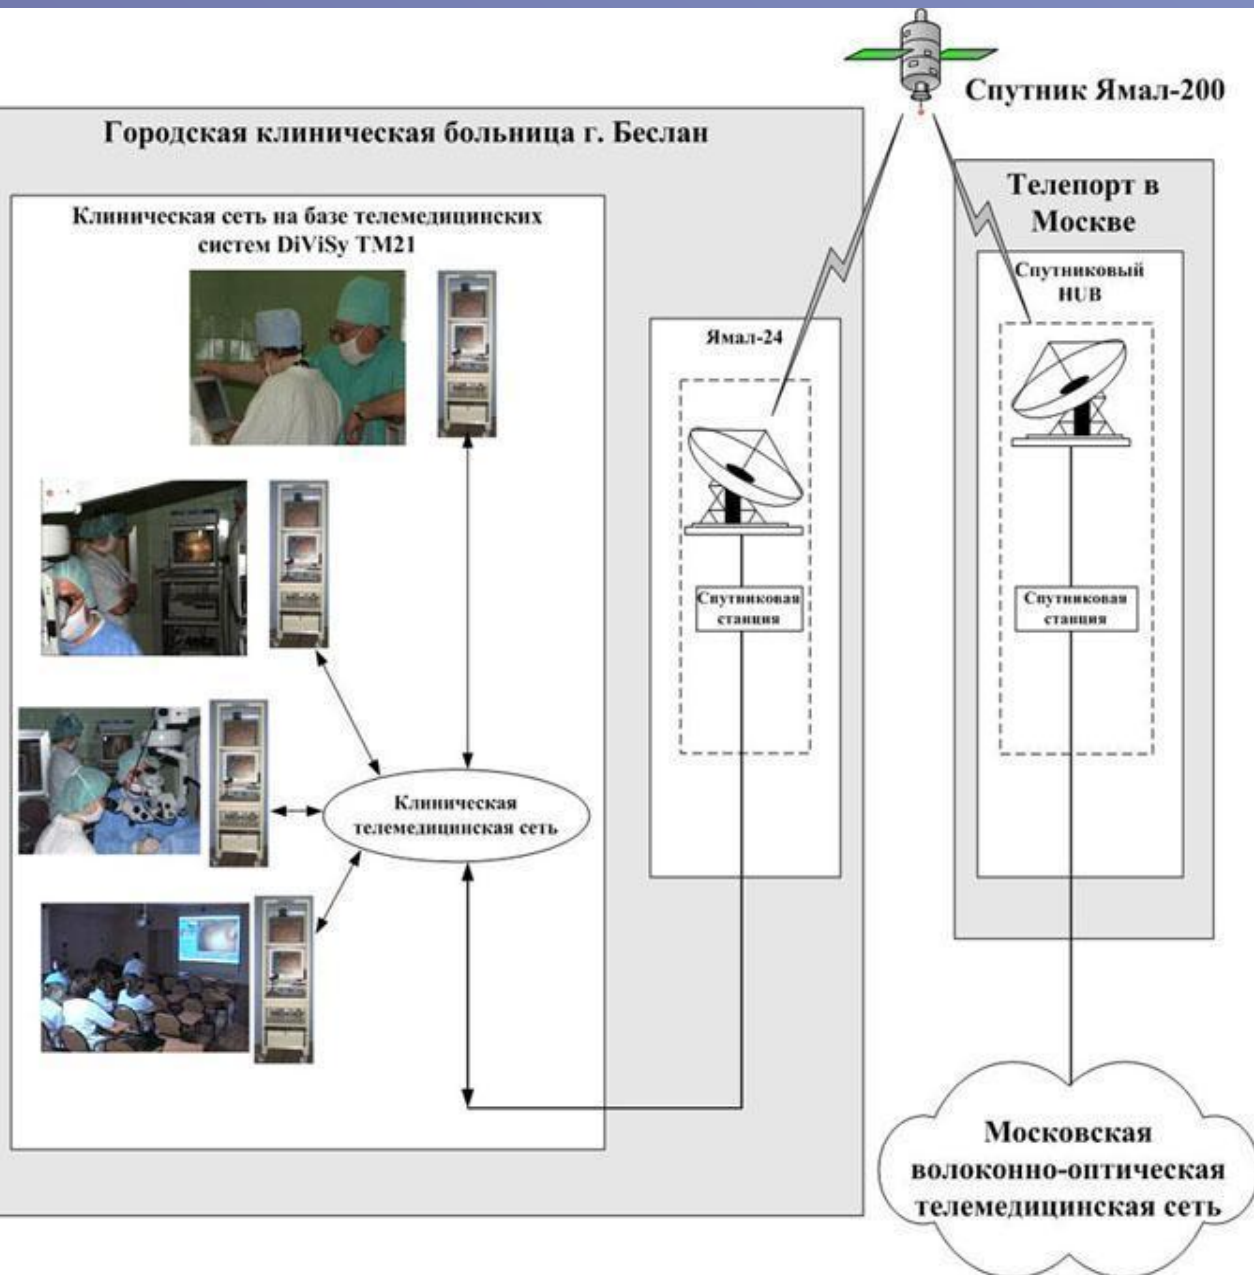 Спутник Ямал-200
Городская клиническая больница г. Беслан
Клиническая сеть на базе телемедицинских
систем DiViSy TM21
Телепорт в
Москве
Спутниковый
HUB
Ямал-24
Спутниковая
станция
Спутниковая
станция
Клиническая
телемедицинская сеть
Московская
волоконно-оптическая
телемедицинская сеть